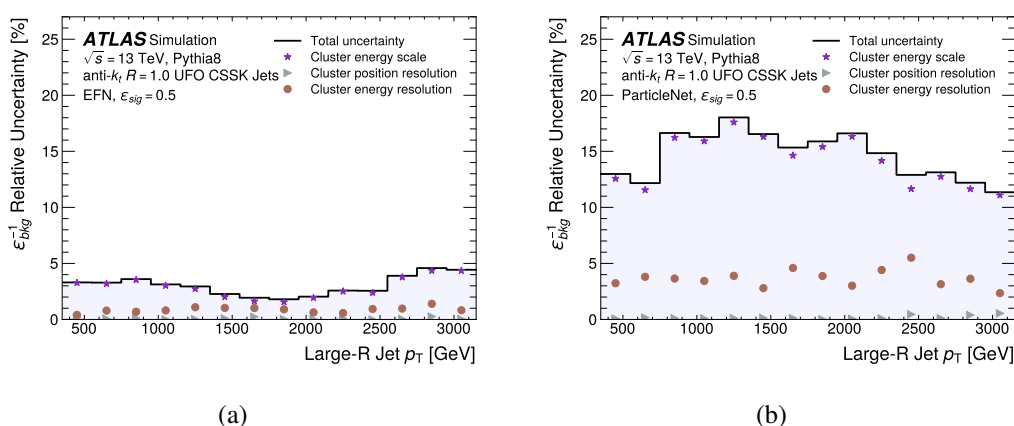 ε⁻¹bkg Relative Uncertainty [%]
25
20
15
10
5
0
ATLAS Simulation
√s = 13 TeV, Pythia8
anti-kt R = 1.0 UFO CSSK Jets
EFN, εsig = 0.5
Total uncertainty
Cluster energy scale
Cluster position resolution
Cluster energy resolution
500 1000 1500 2000 2500 3000
Large-R Jet pT [GeV]
(a)
ε⁻¹bkg Relative Uncertainty [%]
25
20
15
10
5
0
ATLAS Simulation
√s = 13 TeV, Pythia8
anti-kt R = 1.0 UFO CSSK Jets
ParticleNet, εsig = 0.5
Total uncertainty
Cluster energy scale
Cluster position resolution
Cluster energy resolution
500 1000 1500 2000 2500 3000
Large-R Jet pT [GeV]
(b)